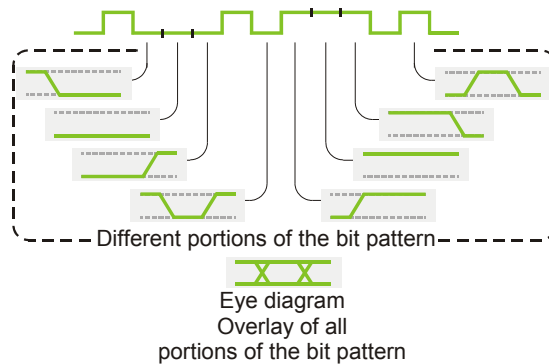 Different portions of the bit pattern
Eye diagram
Overlay of all
portions of the bit pattern